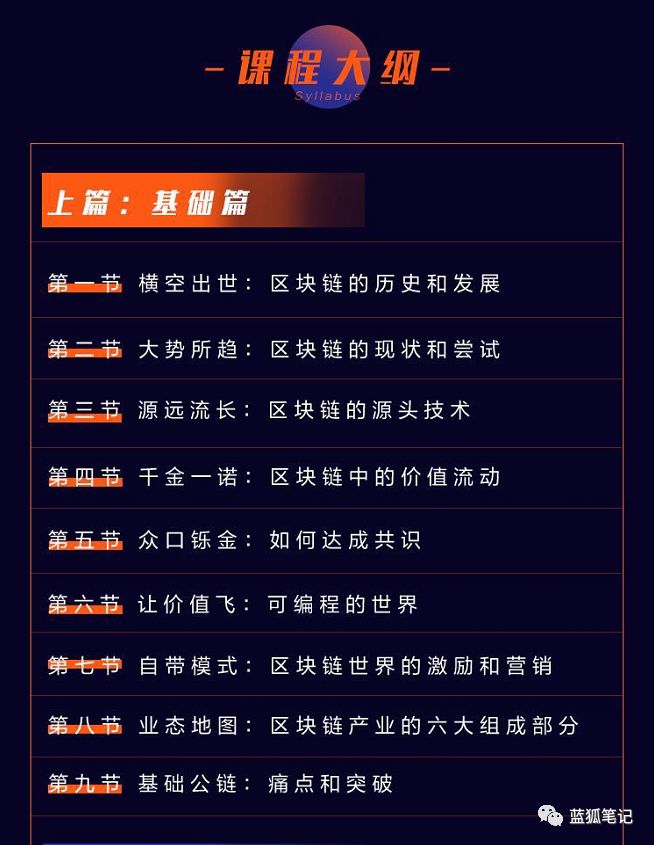 - 课程大纲 -
Syllabus
上篇：基础篇
第一节 横空出世：区块链的历史和发展
第二节 大势所趋：区块链的现状和尝试
第三节 源远流长：区块链的源头技术
第四节 千金一诺：区块链中的价值流动
第五节 众口铄金：如何达成共识
第六节 让价值飞：可编程的世界
第七节 自带模式：区块链世界的激励和营销
第八节 业态地图：区块链产业的六大组成部分
第九节 基础公链：痛点和突破
蓝狐笔记